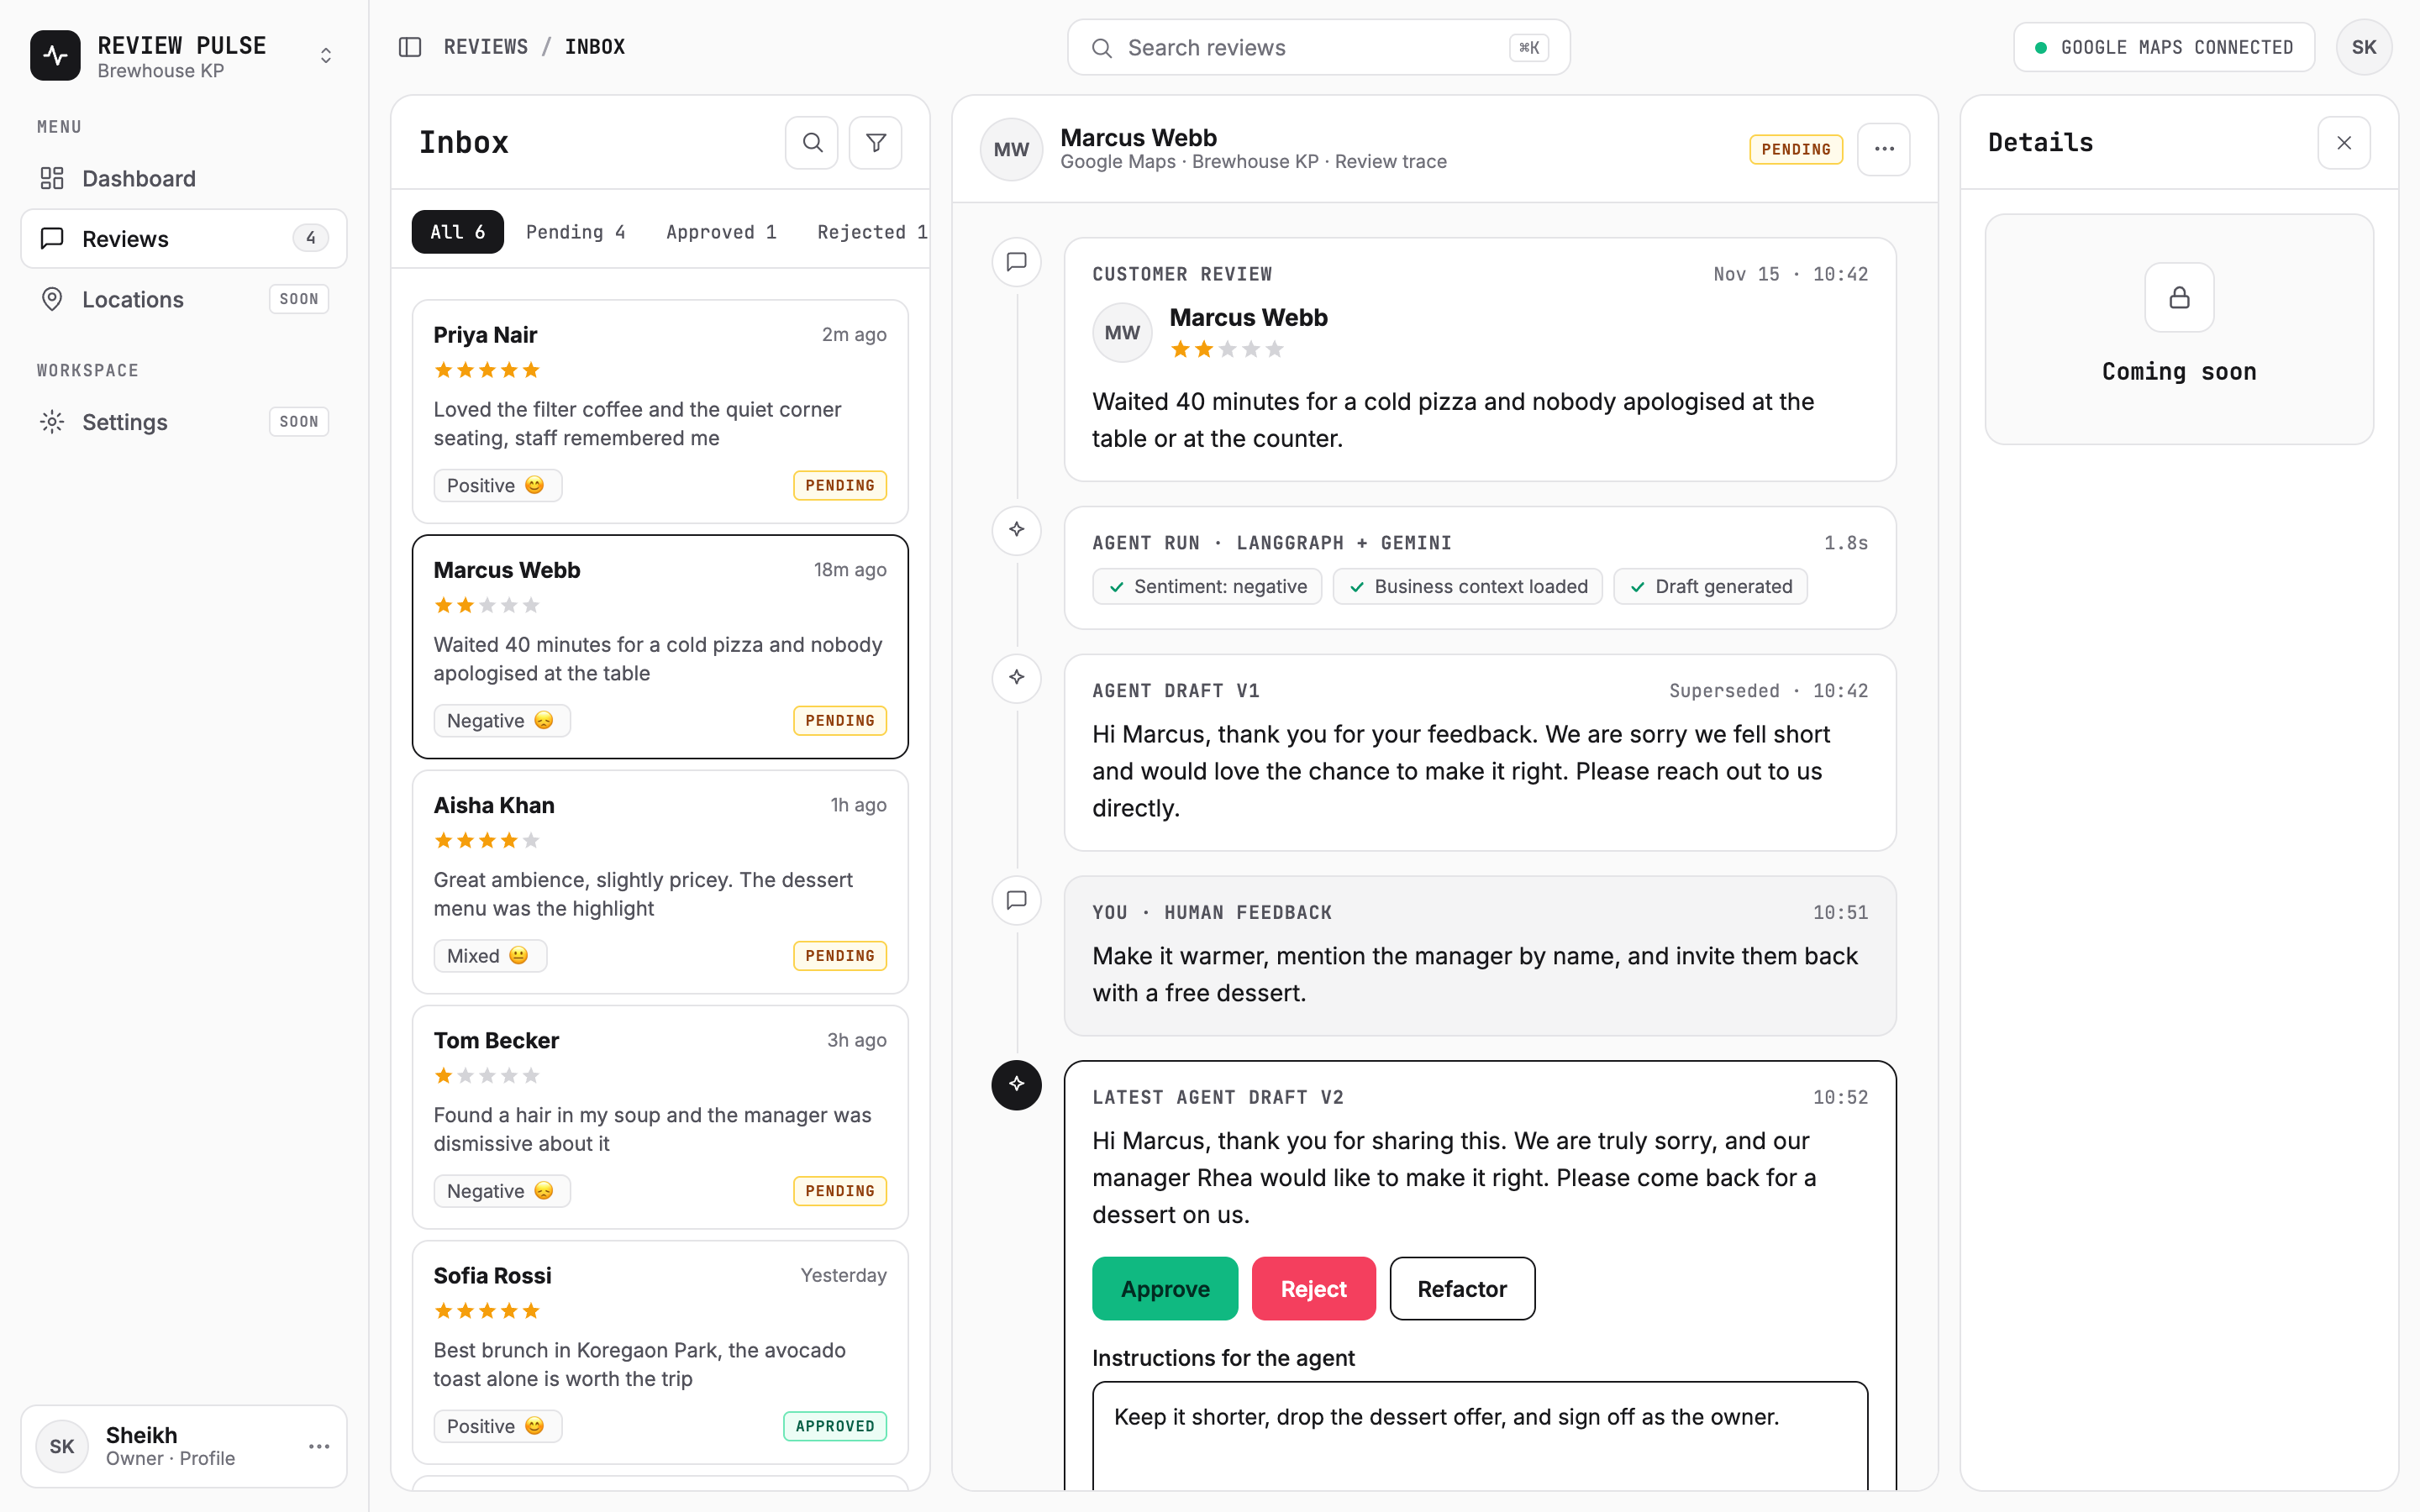 REVIEW PULSE
Brewhouse KP
MENU
Dashboard
Reviews
4
Locations
SOON
WORKSPACE
Settings
SOON
SK
Sheikh
Owner · Profile
REVIEWS / INBOX
Search reviews
⌘K
GOOGLE MAPS CONNECTED
SK
Inbox
All 6
Pending 4
Approved 1
Rejected 1
Priya Nair
2m ago
Loved the filter coffee and the quiet corner
seating, staff remembered me
Positive 😊
PENDING
Marcus Webb
18m ago
Waited 40 minutes for a cold pizza and nobody
apologised at the table
Negative 😞
PENDING
Aisha Khan
1h ago
Great ambience, slightly pricey. The dessert
menu was the highlight
Mixed 😐
PENDING
Tom Becker
3h ago
Found a hair in my soup and the manager was
dismissive about it
Negative 😞
PENDING
Sofia Rossi
Yesterday
Best brunch in Koregaon Park, the avocado
toast alone is worth the trip
Positive 😊
APPROVED
MW
Marcus Webb
Google Maps · Brewhouse KP · Review trace
PENDING
CUSTOMER REVIEW
Nov 15 · 10:42
MW
Marcus Webb
Waited 40 minutes for a cold pizza and nobody apologised at the
table or at the counter.
AGENT RUN · LANGGRAPH + GEMINI
1.8s
Sentiment: negative
Business context loaded
Draft generated
AGENT DRAFT V1
Superseded · 10:42
Hi Marcus, thank you for your feedback. We are sorry we fell short
and would love the chance to make it right. Please reach out to us
directly.
YOU · HUMAN FEEDBACK
10:51
Make it warmer, mention the manager by name, and invite them back
with a free dessert.
LATEST AGENT DRAFT V2
10:52
Hi Marcus, thank you for sharing this. We are truly sorry, and our
manager Rhea would like to make it right. Please come back for a
dessert on us.
Approve
Reject
Refactor
Instructions for the agent
Keep it shorter, drop the dessert offer, and sign off as the owner.
Details
Coming soon